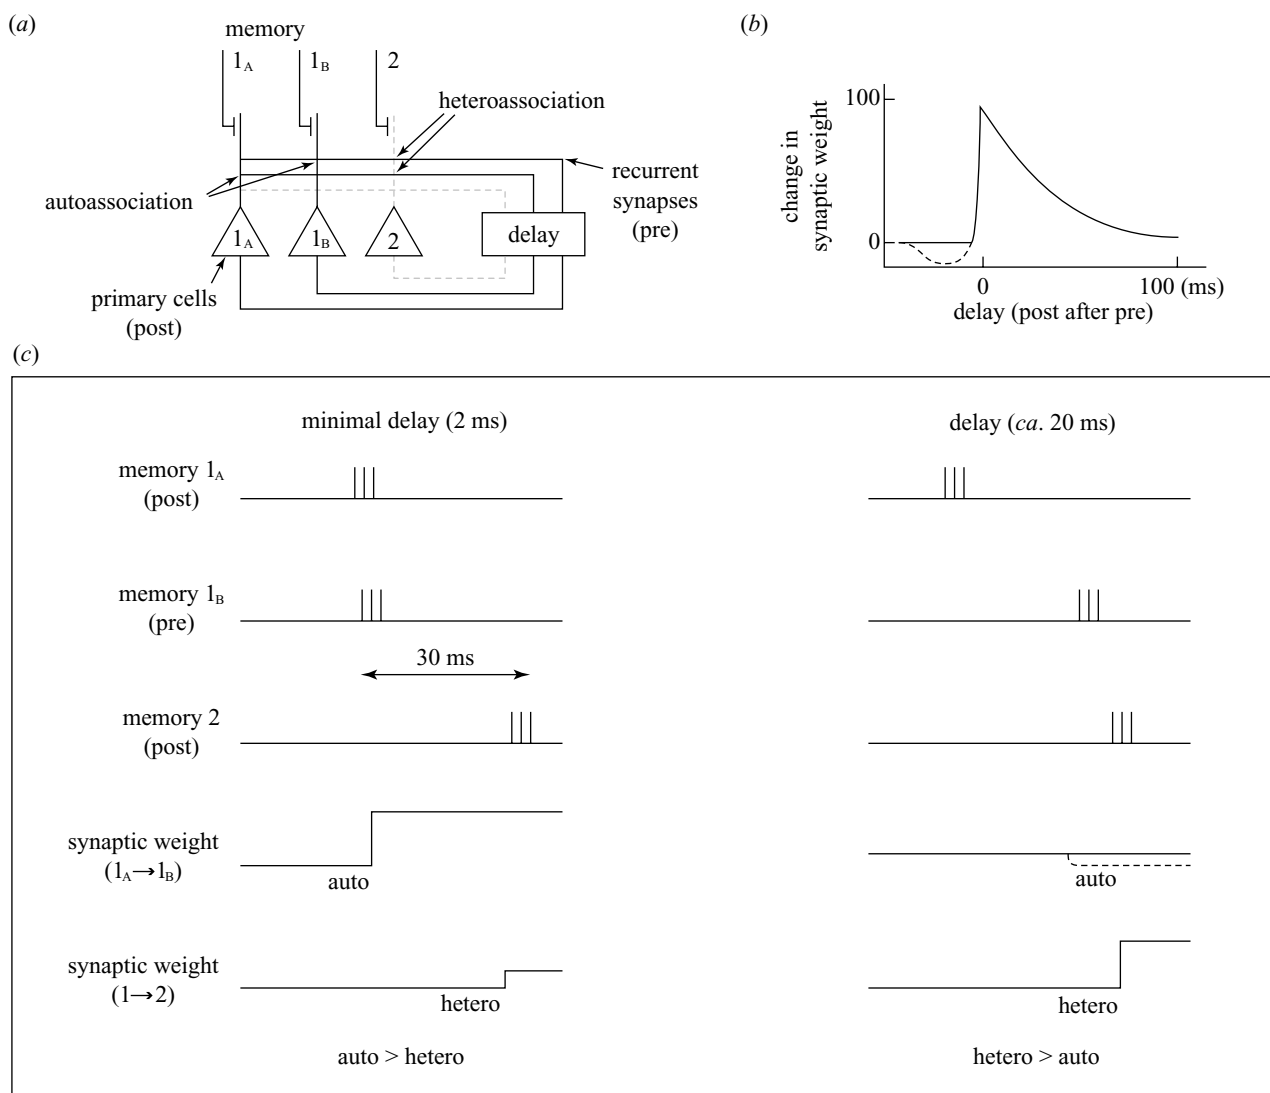 (a)
memory
1A 1B 2
heteroassociation
autoassociation
recurrent
synapses
(pre)
1A 1B 2 delay
primary cells
(post)
(b)
change in
synaptic weight
100
0
0 100 (ms)
delay (post after pre)
(c)
minimal delay (2 ms) delay (ca. 20 ms)
memory 1A
(post)
memory 1B
(pre)
30 ms
memory 2
(post)
synaptic weight
(1A→1B)
auto auto
synaptic weight
(1→2)
hetero hetero
auto > hetero hetero > auto